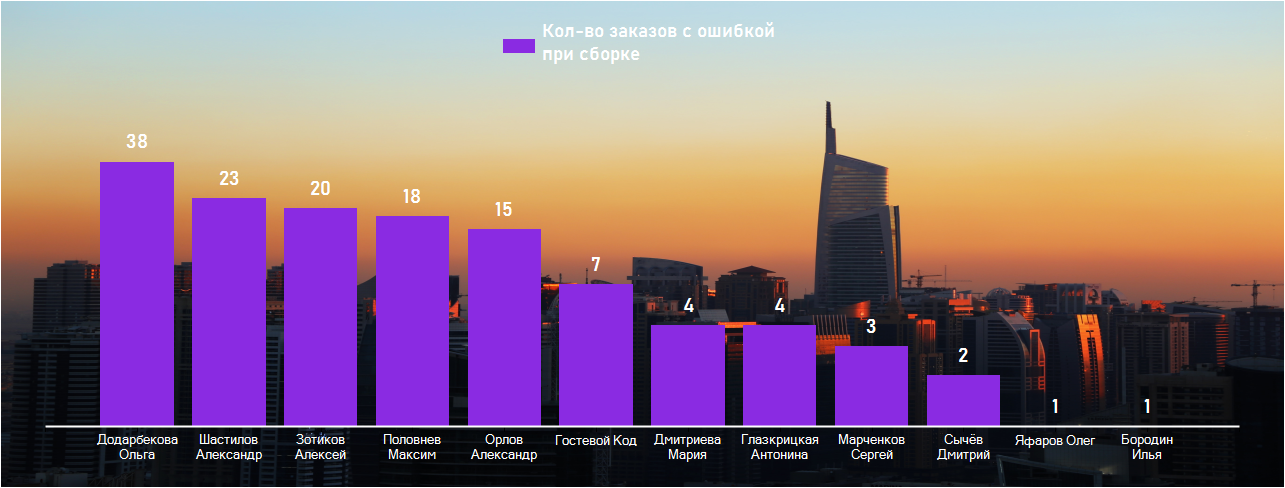 Кол-во заказов с ошибкой
при сборке
38
23
20
18
15
7
4
4
3
2
1
1
Додарбекова
Ольга
Шастилов
Александр
Зотиков
Алексей
Половнев
Максим
Орлов
Александр
Гостевой Код
Дмитриева
Мария
Глазкрицкая
Антонина
Марченков
Сергей
Сычёв
Дмитрий
Яфаров Олег
Бородин
Илья